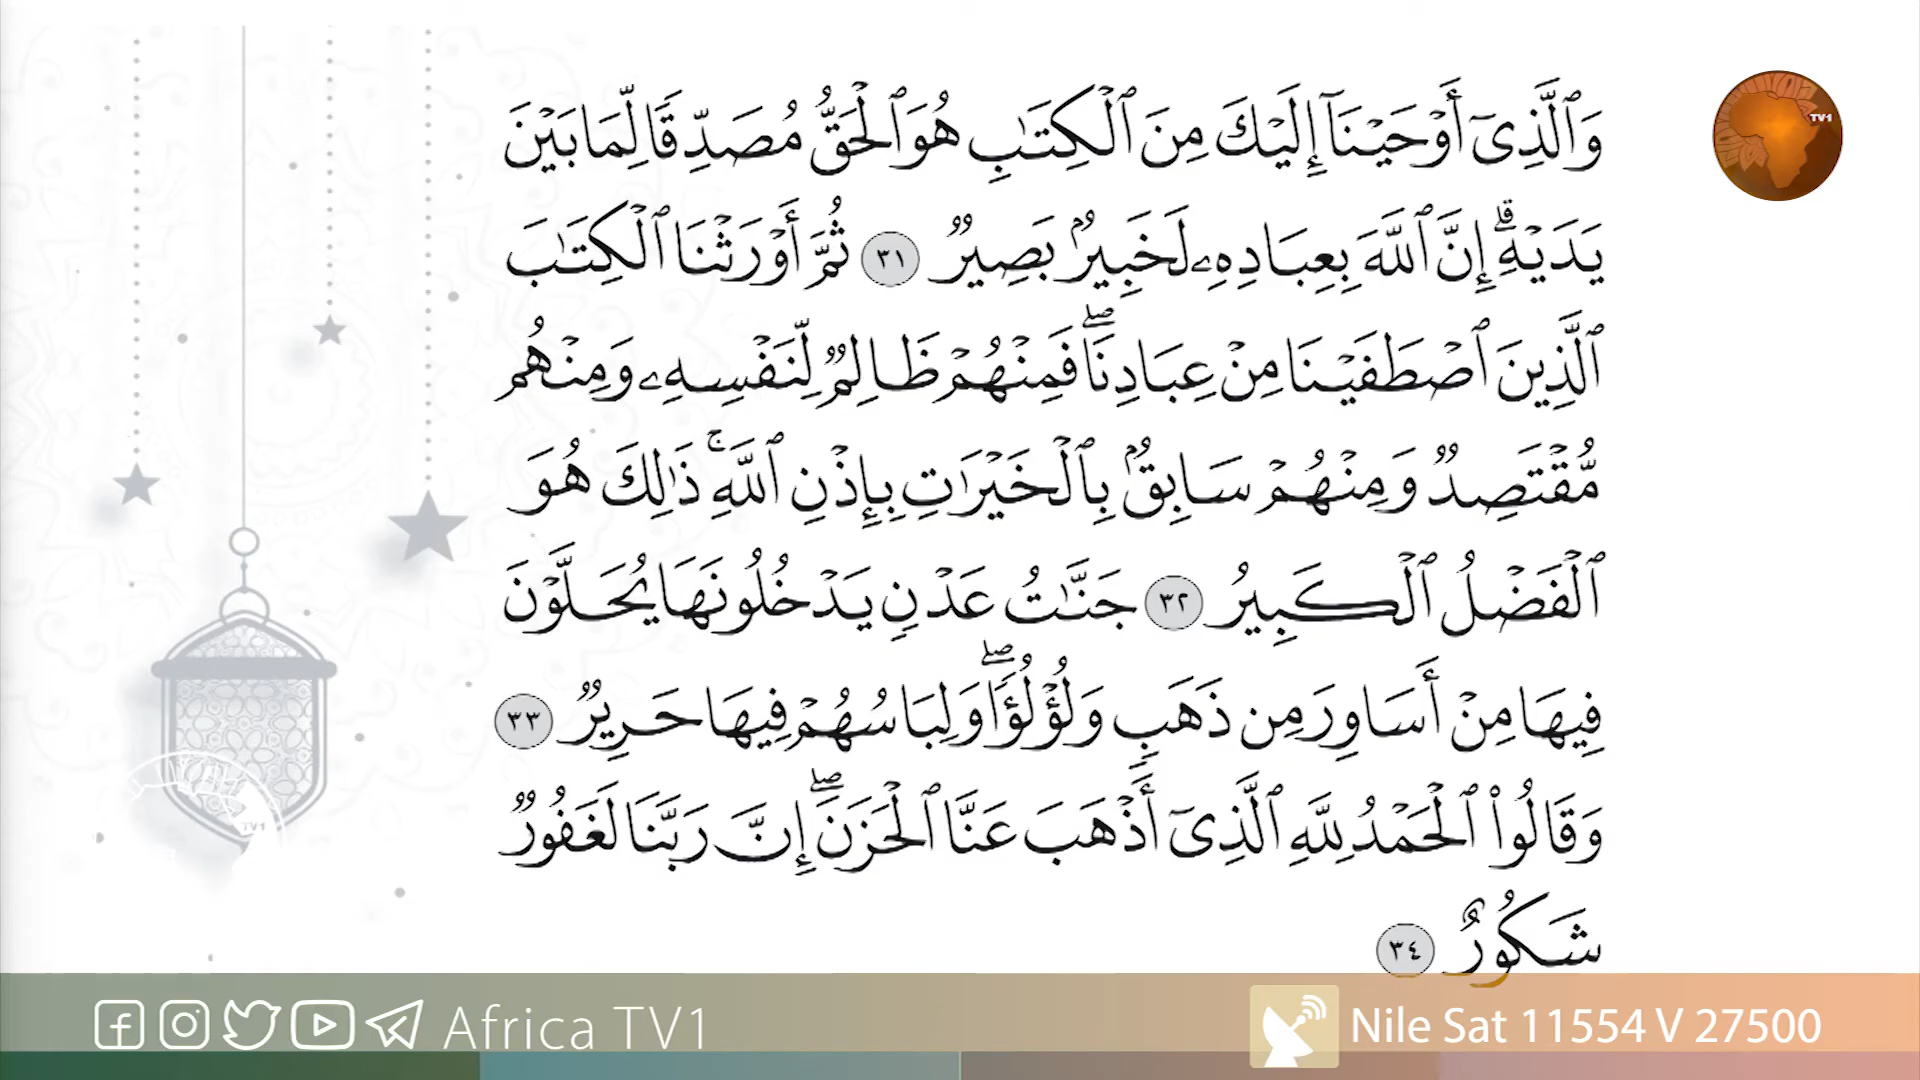 وَٱلَّذِىٓ أَوْحَيْنَآ إِلَيْكَ مِنَ ٱلْكِتَٰبِ هُوَ ٱلْحَقُّ مُصَدِّقًا لِّمَا بَيْنَ
يَدَيْهِ ۗ إِنَّ ٱللَّهَ بِعِبَادِهِۦ لَخَبِيرٌۢ بَصِيرٌ ٣١ ثُمَّ أَوْرَثْنَا ٱلْكِتَٰبَ
ٱلَّذِينَ ٱصْطَفَيْنَا مِنْ عِبَادِنَا ۖ فَمِنْهُمْ ظَالِمٌ لِّنَفْسِهِۦ وَمِنْهُم
مُّقْتَصِدٌ وَمِنْهُمْ سَابِقٌۢ بِٱلْخَيْرَٰتِ بِإِذْنِ ٱللَّهِ ۚ ذَٰلِكَ هُوَ
ٱلْفَضْلُ ٱلْكَبِيرُ ٣٢ جَنَّٰتُ عَدْنٍ يَدْخُلُونَهَا يُحَلَّوْنَ
فِيهَا مِنْ أَسَاوِرَ مِن ذَهَبٍ وَلُؤْلُؤًا ۖ وَلِبَاسُهُمْ فِيهَا حَرِيرٌ ٣٣
وَقَالُوا۟ ٱلْحَمْدُ لِلَّهِ ٱلَّذِىٓ أَذْهَبَ عَنَّا ٱلْحَزَنَ ۖ إِنَّ رَبَّنَا لَغَفُورٌ
شَكُورٌ ٣٤
TV1
TV1
Africa TV1
Nile Sat 11554 V 27500